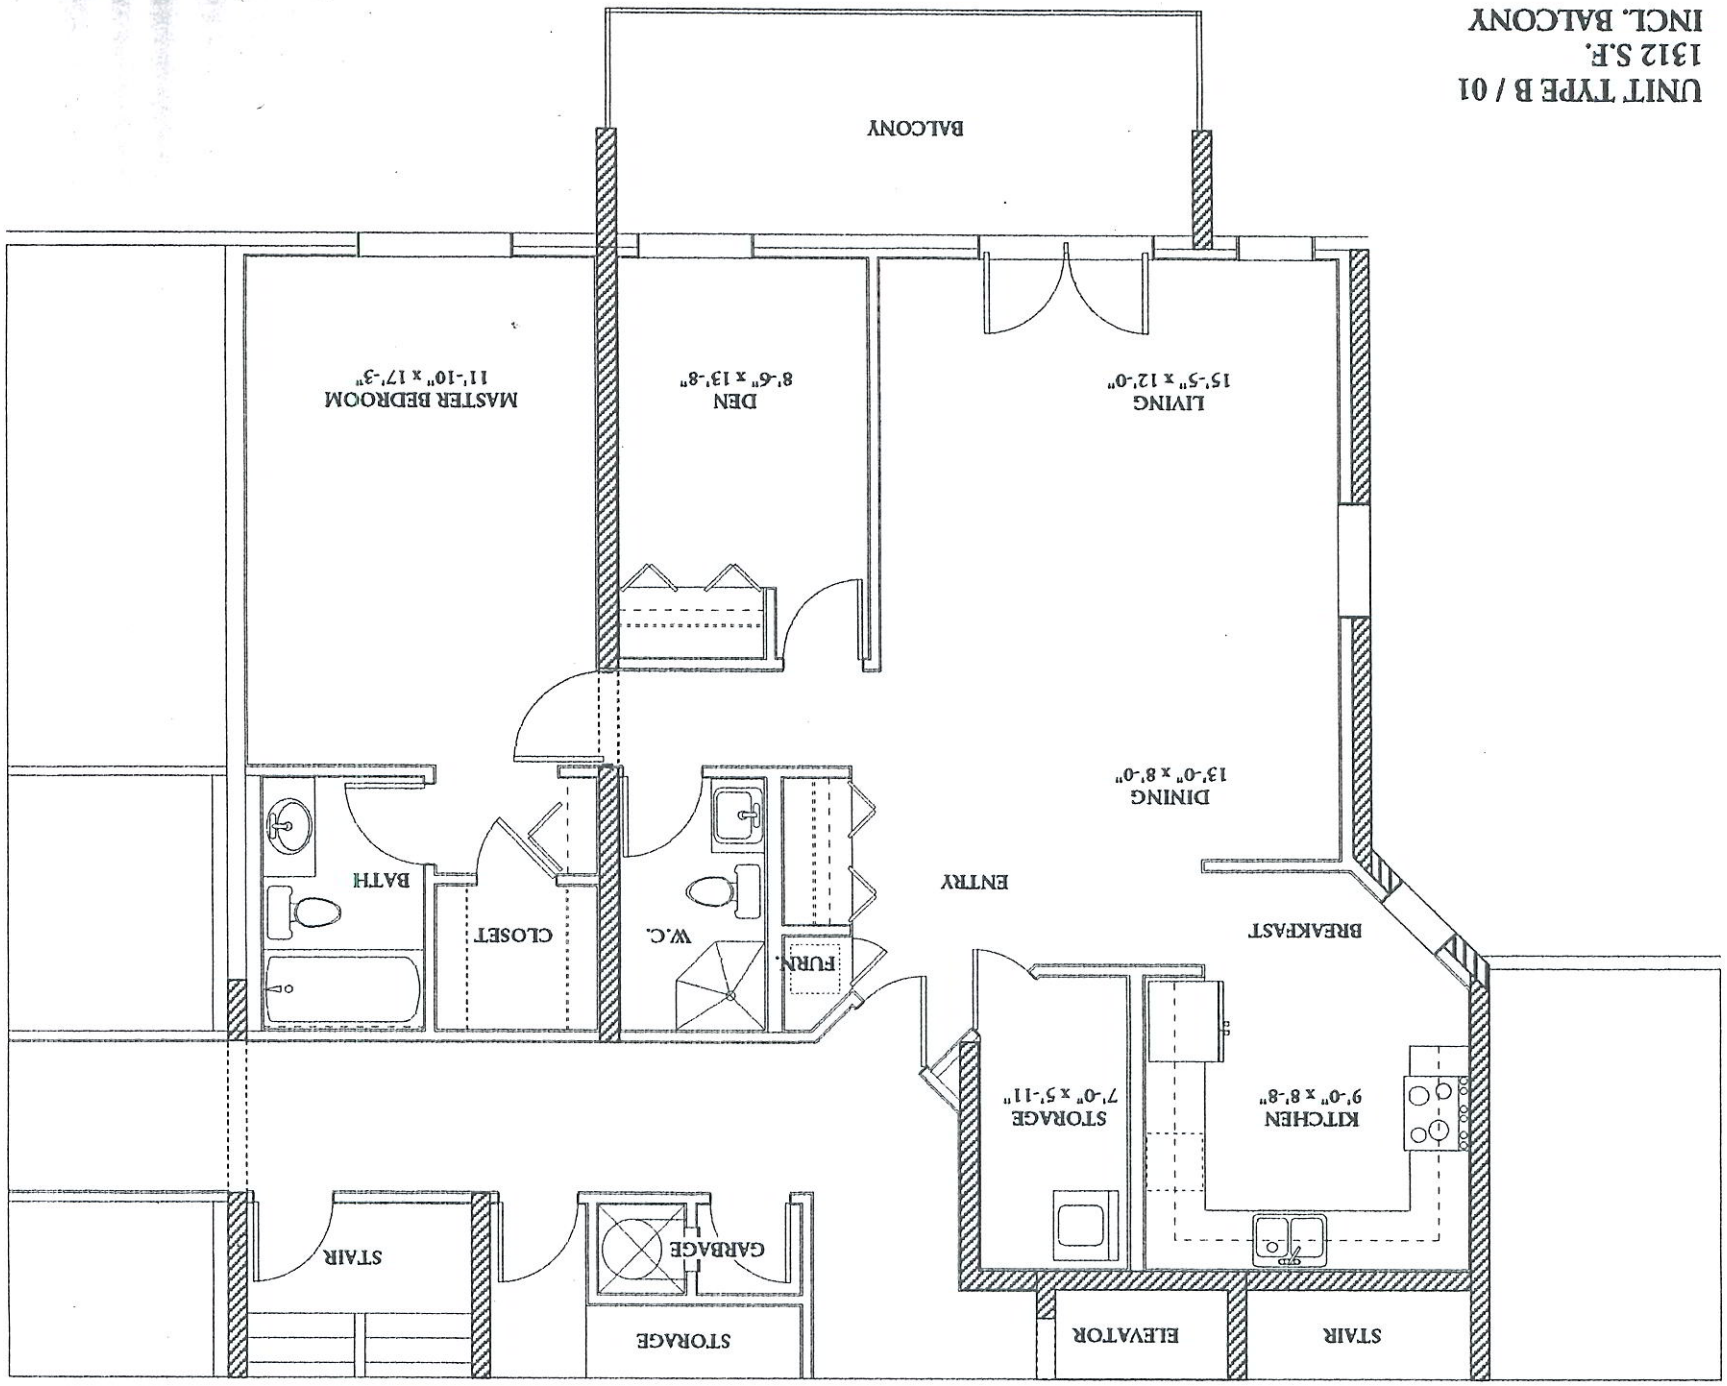 STAIR
ELEVATOR
STORAGE
GARBAGE
STAIR
KITCHEN
9'-0" x 8'-8"
STORAGE
7'-0" x 5'-11"
FURN.
BREAKFAST
W.C.
CLOSET
ENTRY
BATH
DINING
13'-0" x 8'-0"
LIVING
15'-5" x 12'-0"
DEN
8'-6" x 13'-8"
MASTER BEDROOM
11'-10" x 17'-3"
BALCONY
UNIT TYPE B / 01
1312 S.F.
INCL. BALCONY